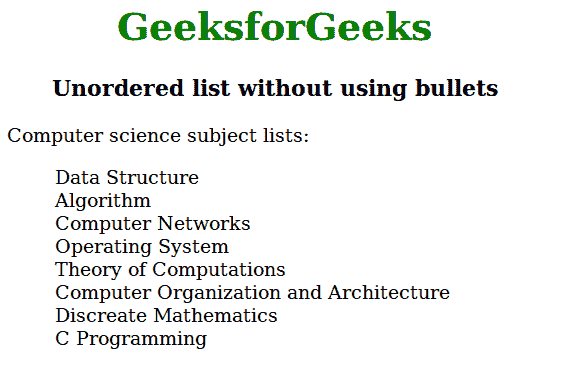 GeeksforGeeks
Unordered list without using bullets
Computer science subject lists:
Data Structure
Algorithm
Computer Networks
Operating System
Theory of Computations
Computer Organization and Architecture
Discreate Mathematics
C Programming